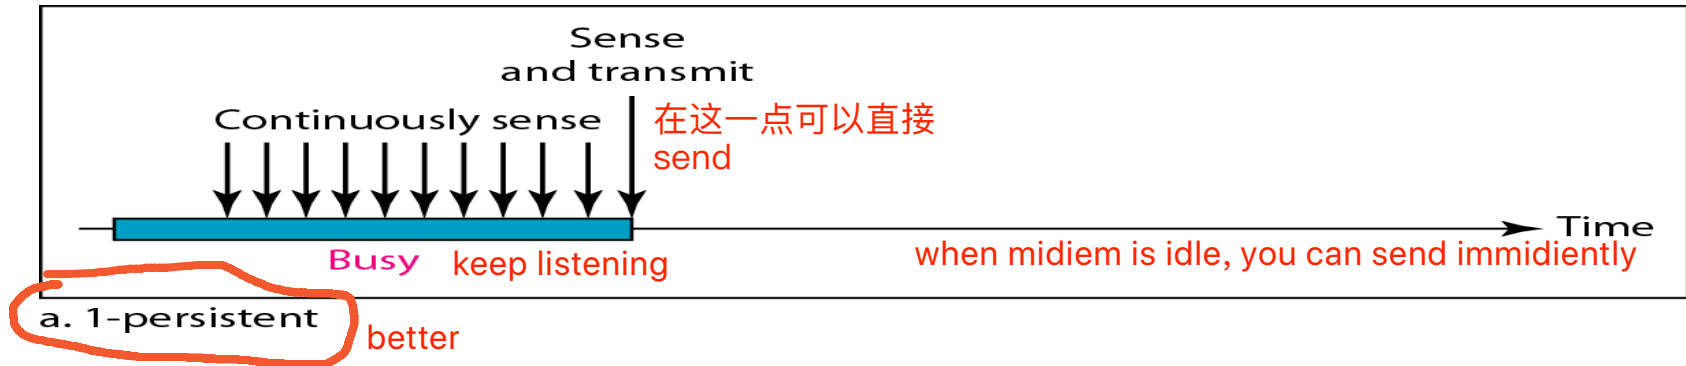 Sense
and transmit
Continuously sense
在这一点可以直接
send
Time
Busy
keep listening
when midiem is idle, you can send immidiently
a. 1-persistent
better